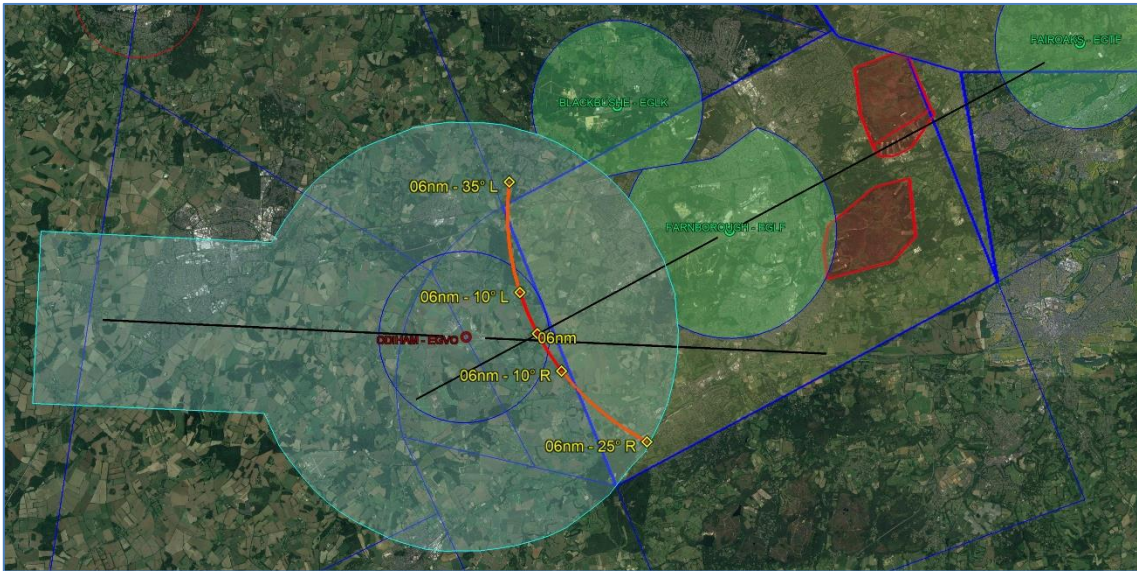 FAIROAKS - EGTF
BLACKBUSHE - EGLK
06nm - 35° L
FARNBOROUGH - EGLF
06nm - 10° L
ODIHAM - EGVO
06nm
06nm - 10° R
06nm - 25° R